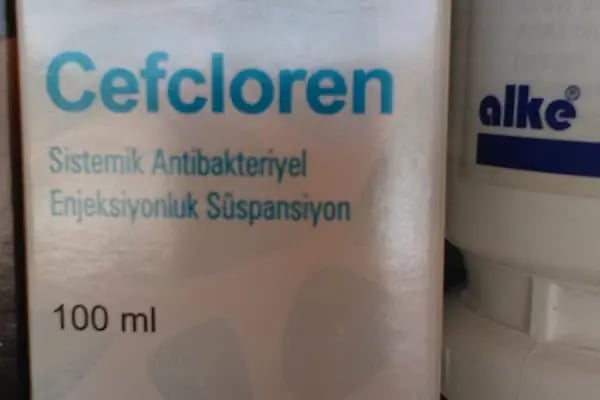 Cefcloren
Sistemik Antibakteriyel
Enjeksiyonluk Süspansiyon
100 ml
alke®